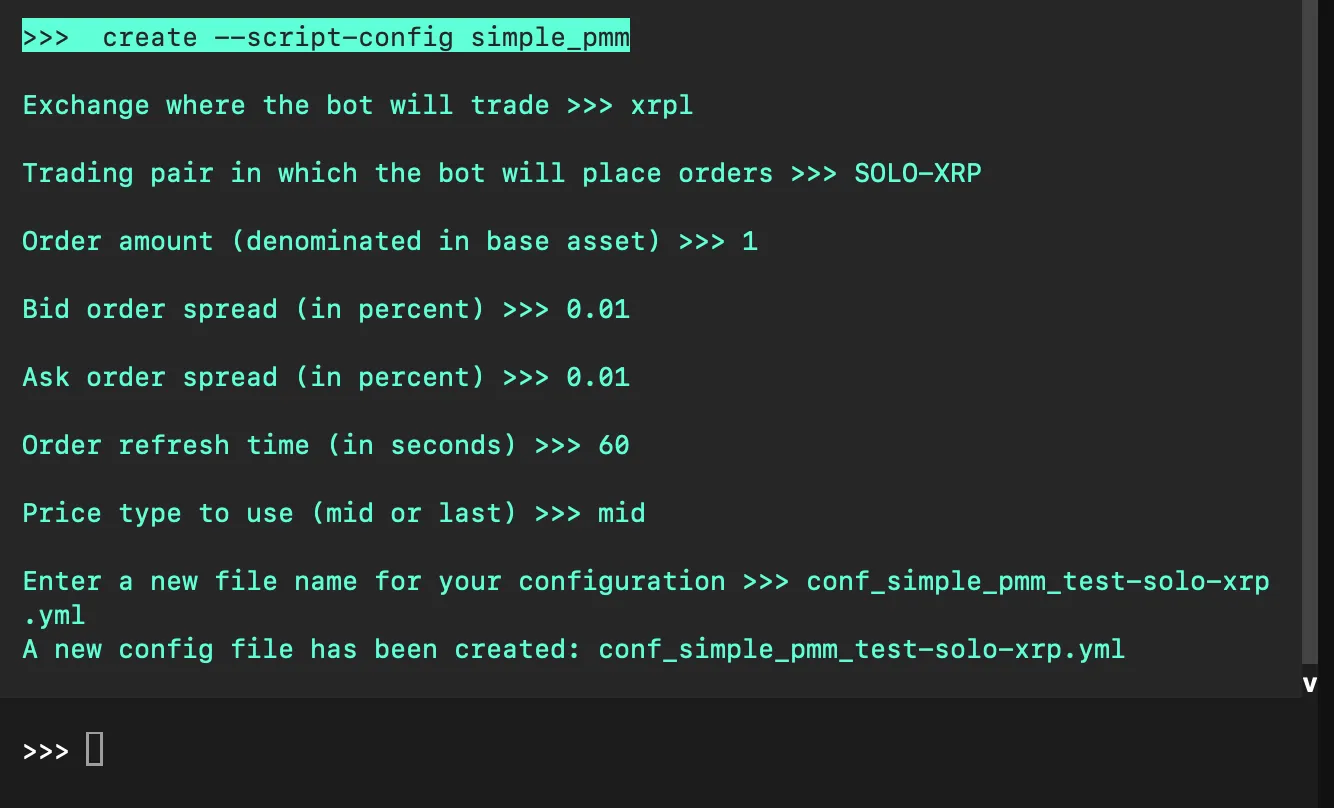 >>>  create --script-config simple_pmm
Exchange where the bot will trade >>> xrpl
Trading pair in which the bot will place orders >>> SOLO-XRP
Order amount (denominated in base asset) >>> 1
Bid order spread (in percent) >>> 0.01
Ask order spread (in percent) >>> 0.01
Order refresh time (in seconds) >>> 60
Price type to use (mid or last) >>> mid
Enter a new file name for your configuration >>> conf_simple_pmm_test-solo-xrp
.yml
A new config file has been created: conf_simple_pmm_test-solo-xrp.yml
v
>>>